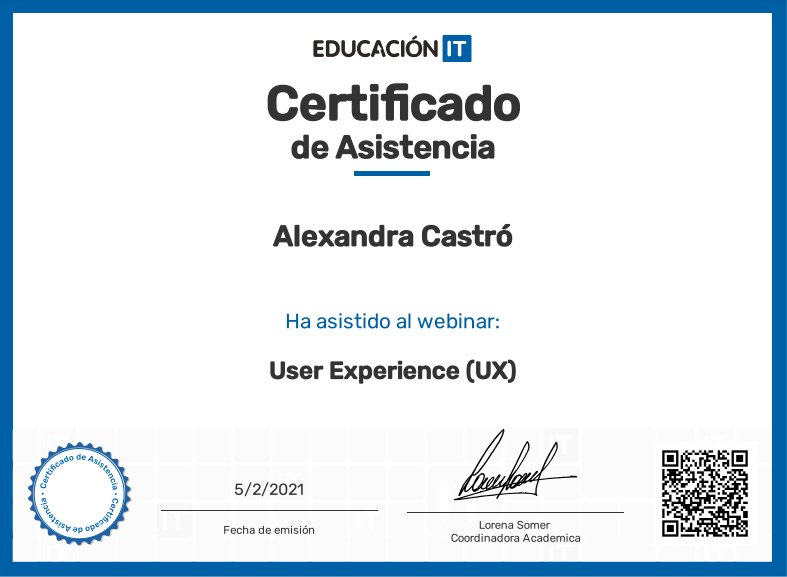 EDUCACIÓN IT
Certificado
de Asistencia
Alexandra Castró
Ha asistido al webinar:
User Experience (UX)
Certificado de Asistencia • Certificado de Asistencia •
5/2/2021
Fecha de emisión
Lorena Somer
Coordinadora Academica